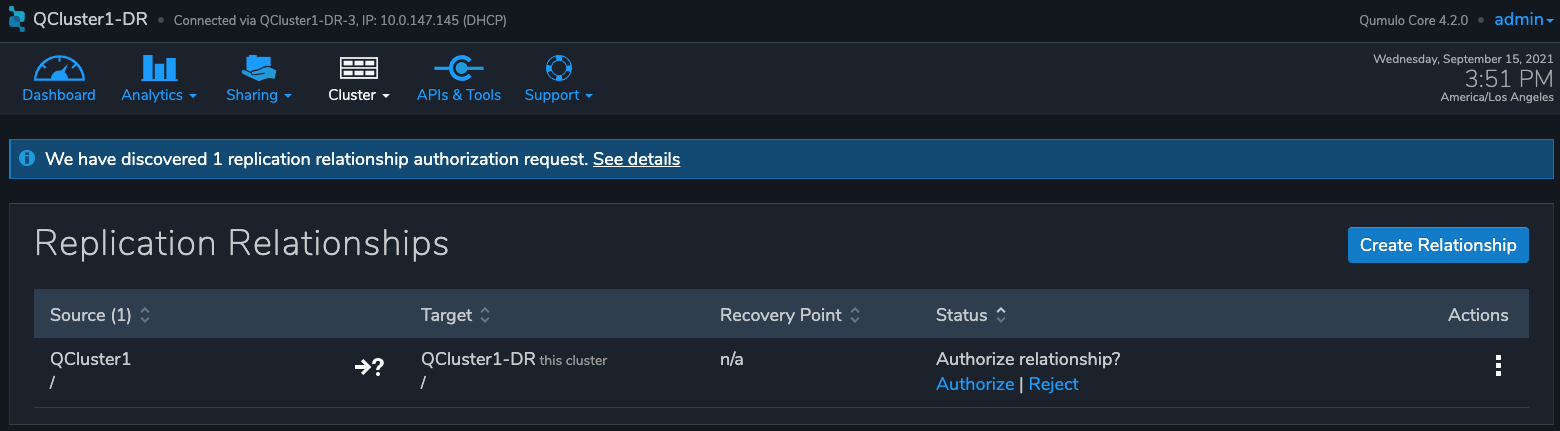 QCluster1-DR • Connected via QCluster1-DR-3, IP: 10.0.147.145 (DHCP) Qumulo Core 4.2.0 • admin
Dashboard Analytics Sharing Cluster APIs & Tools Support
Wednesday, September 15, 2021
3:51 PM
America/Los Angeles
We have discovered 1 replication relationship authorization request. See details
Replication Relationships Create Relationship
Source (1) Target Recovery Point Status Actions
QCluster1 →? QCluster1-DR this cluster n/a Authorize relationship?
/ / Authorize | Reject